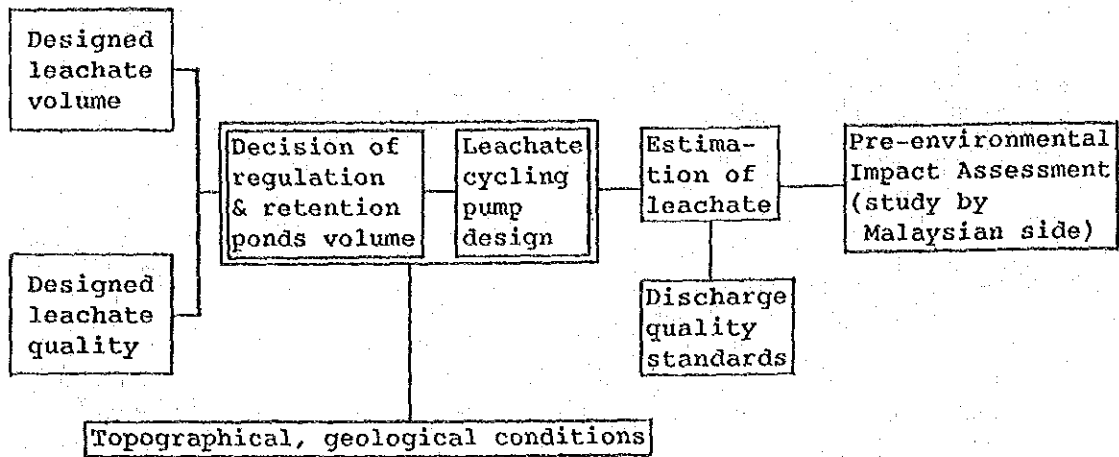 Designed
leachate
volume
Designed
leachate
quality
Decision of
regulation
& retention
ponds volume
Leachate
cycling
pump
design
Estima-
tion of
leachate
Pre-environmental
Impact Assessment
(study by
Malaysian side)
Discharge
quality
standards
Topographical, geological conditions